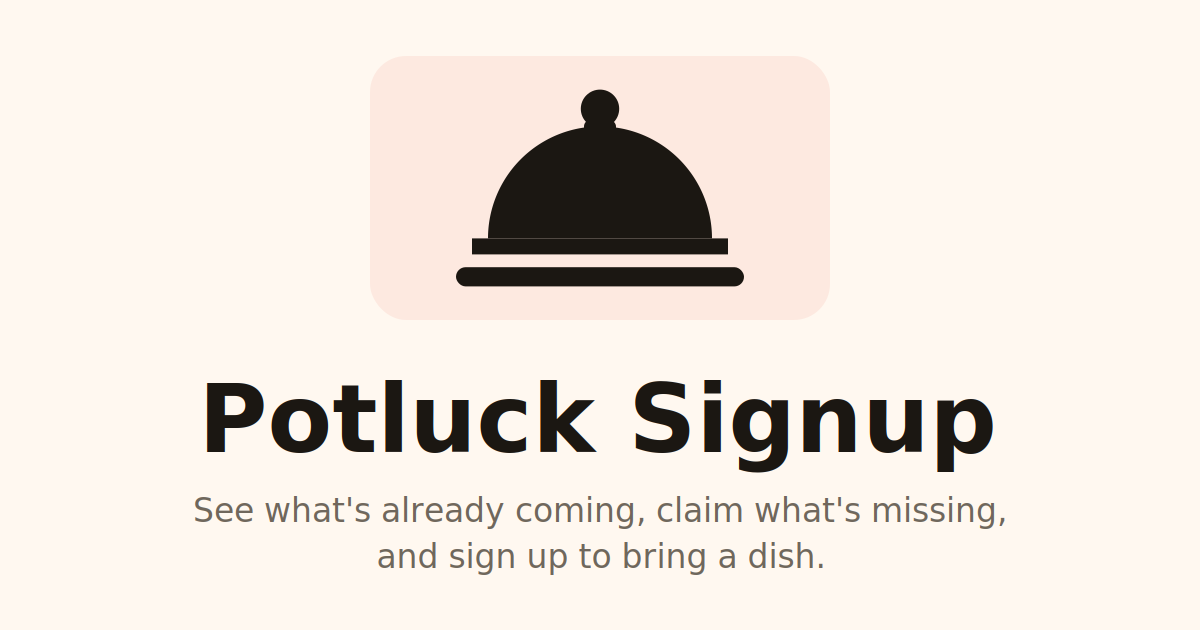 Potluck Signup
See what's already coming, claim what's missing,
and sign up to bring a dish.